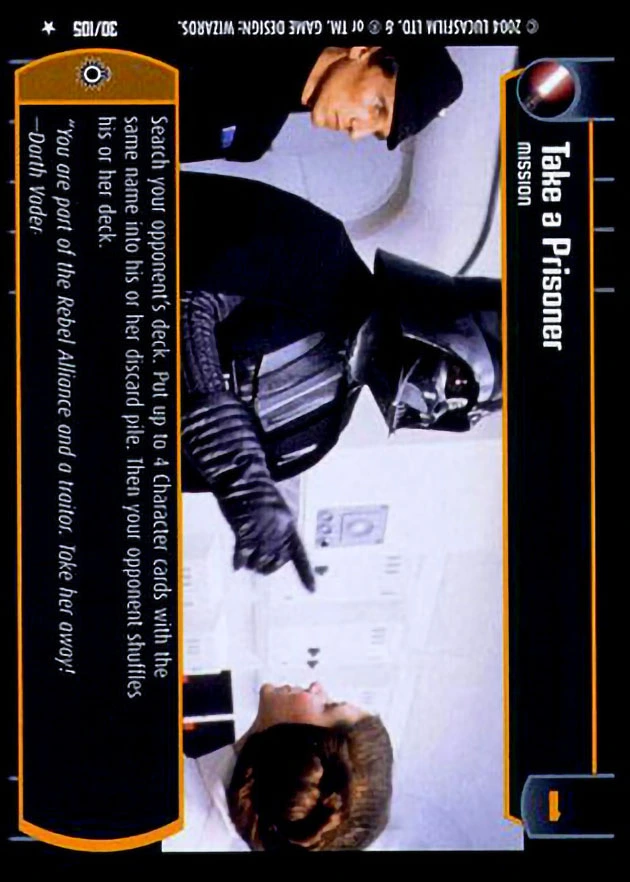 Take a Prisoner
MISSION
1
Search your opponent's deck. Put up to 4 Character cards with the
same name into his or her discard pile. Then your opponent shuffles
his or her deck.
"You are part of the Rebel Alliance and a traitor. Take her away!
—Darth Vader
© 2004 LUCASFILM LTD. & ® or TM. GAME DESIGN: WIZARDS.
30/105 ★